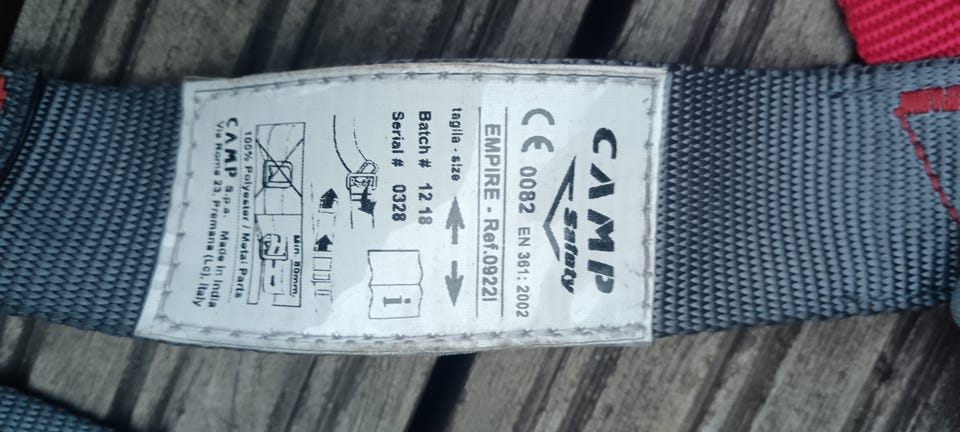 CAMP
Safety
CE 0082 EN 361: 2002
EMPIRE - Ref.0922I
taglia - size
Batch # 12 18
Serial # 0328
i
Min. 80mm.
100% Polyester / Metal Parts
CAMP s.p.a. Made in India
Via Roma 23, Premana (Lc), Italy